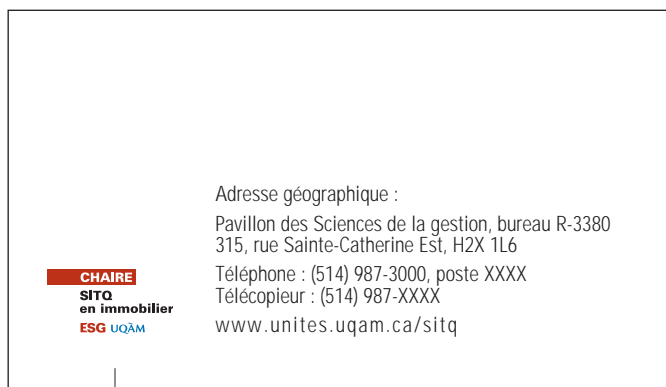 Adresse géographique :
Pavillon des Sciences de la gestion, bureau R-3380
315, rue Sainte-Catherine Est, H2X 1L6
Téléphone : (514) 987-3000, poste XXXX
Télécopieur : (514) 987-XXXX
www.unites.uqam.ca/sitq
CHAIRE
SITQ
en immobilier
ESG UQÀM